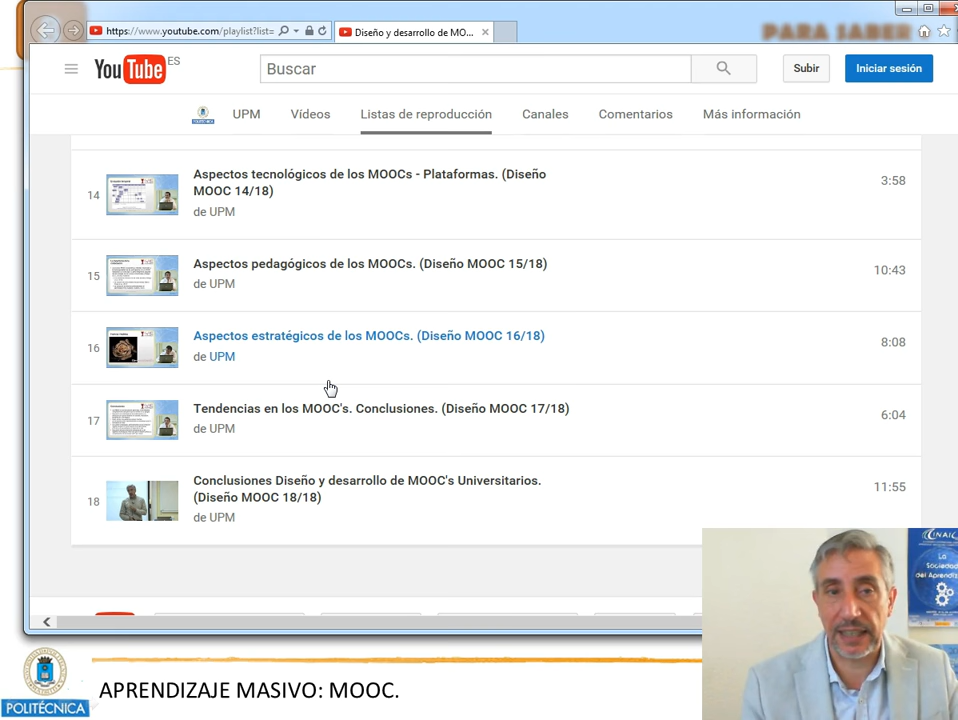 PARA SABER
https://www.youtube.com/playlist?list=
Diseño y desarrollo de MO...
YouTube ES
Buscar
Subir
Iniciar sesión
UPM
Vídeos
Listas de reproducción
Canales
Comentarios
Más información
14
Aspectos tecnológicos de los MOOCs - Plataformas. (Diseño
MOOC 14/18)
de UPM
3:58
15
Aspectos pedagógicos de los MOOCs. (Diseño MOOC 15/18)
de UPM
10:43
16
Aspectos estratégicos de los MOOCs. (Diseño MOOC 16/18)
de UPM
8:08
17
Tendencias en los MOOC's. Conclusiones. (Diseño MOOC 17/18)
de UPM
6:04
18
Conclusiones Diseño y desarrollo de MOOC's Universitarios.
(Diseño MOOC 18/18)
de UPM
11:55
La
Sociedad
del Aprendiz
POLITÉCNICA
APRENDIZAJE MASIVO: MOOC.